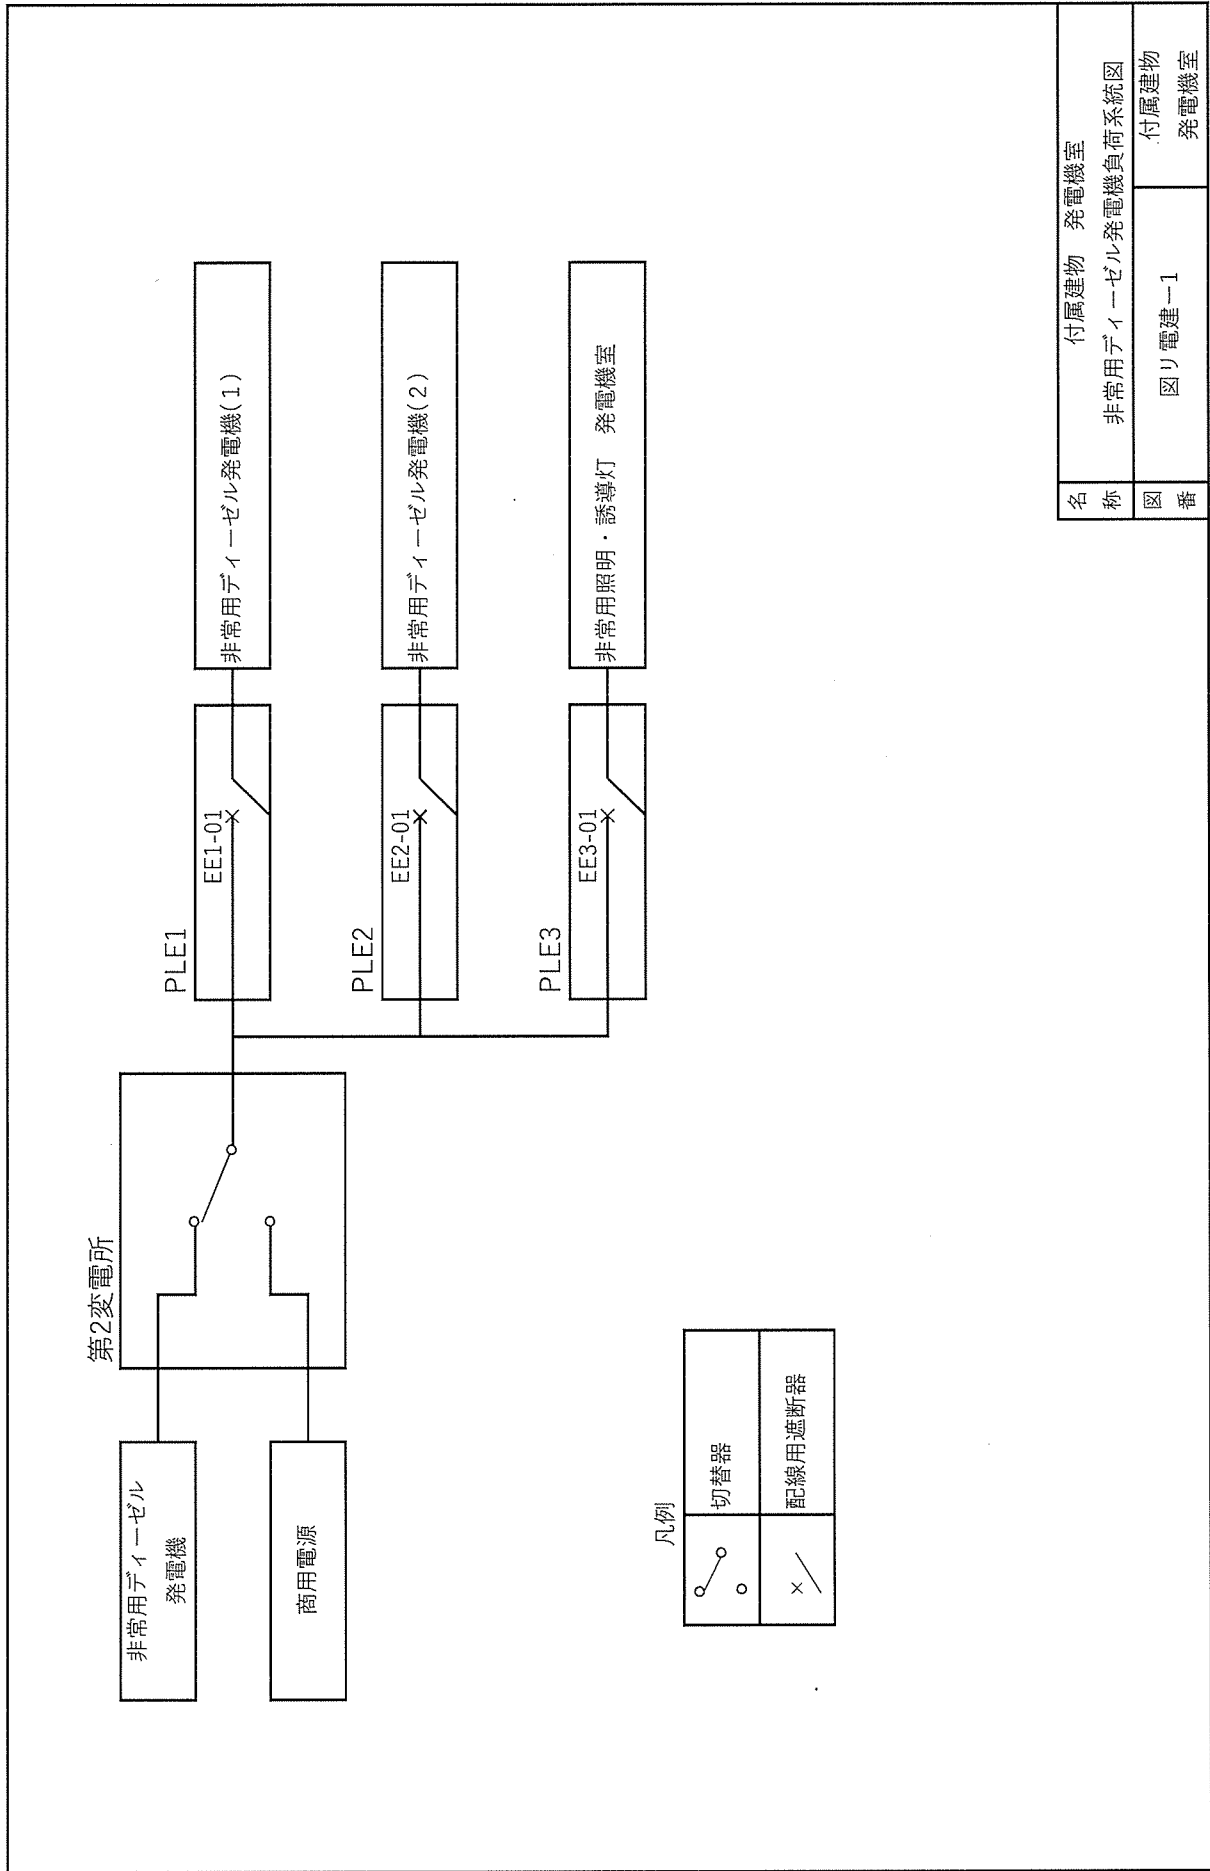 第2変電所
非常用ディーゼル
発電機
商用電源
PLE1
EE1-01
非常用ディーゼル発電機(1)
PLE2
EE2-01
非常用ディーゼル発電機(2)
PLE3
EE3-01
非常用照明・誘導灯 発電機室
凡例
切替器
配線用遮断器
名称
付属建物 発電機室
非常用ディーゼル発電機負荷系統図
図番
図リ電建ー1
付属建物
発電機室